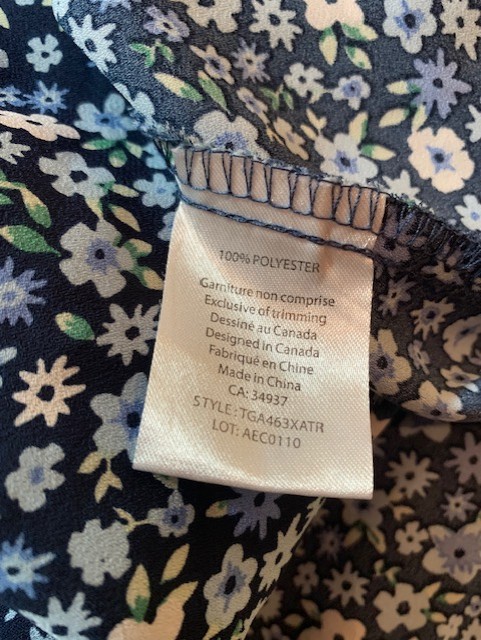 100% POLYESTER
Garniture non comprise
Exclusive of trimming
Dessiné au Canada
Designed in Canada
Fabriqué en Chine
Made in China
CA: 34937
STYLE : TGA463XATR
LOT: AEC0110